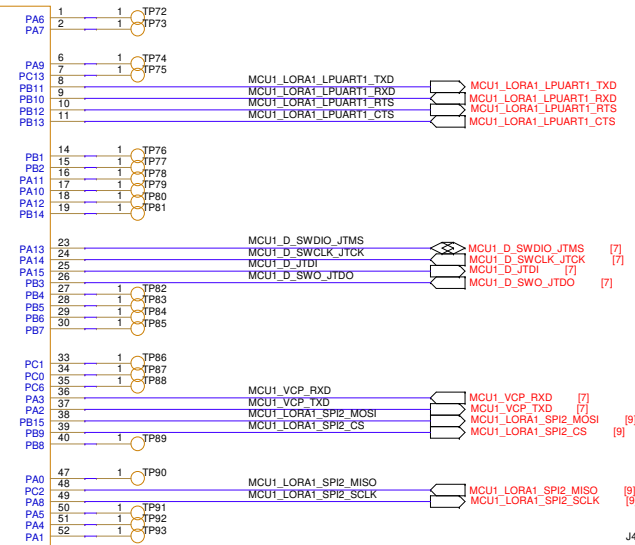 PA6 1 1 TP72
PA7 2 1 TP73
PA9 6 1 TP74
PC13 7 1 TP75
PB11 8 MCU1_LORA1_LPUART1_TXD MCU1_LORA1_LPUART1_TXD
PB10 9 MCU1_LORA1_LPUART1_RXD MCU1_LORA1_LPUART1_RXD
PB12 10 MCU1_LORA1_LPUART1_RTS MCU1_LORA1_LPUART1_RTS
PB13 11 MCU1_LORA1_LPUART1_CTS MCU1_LORA1_LPUART1_CTS
PB1 14 1 TP76
PB2 15 1 TP77
PA11 16 1 TP78
PA10 17 1 TP79
PA12 18 1 TP80
PB14 19 1 TP81
PA13 23 MCU1_D_SWDIO_JTMS MCU1_D_SWDIO_JTMS [7]
PA14 24 MCU1_D_SWCLK_JTCK MCU1_D_SWCLK_JTCK [7]
PA15 25 MCU1_D_JTDI MCU1_D_JTDI [7]
PB3 26 MCU1_D_SWO_JTDO MCU1_D_SWO_JTDO [7]
PB4 27 1 TP82
PB5 28 1 TP83
PB6 29 1 TP84
PB7 30 1 TP85
PC1 33 1 TP86
PC0 34 1 TP87
PC6 35 1 TP88
PA3 36 MCU1_VCP_RXD MCU1_VCP_RXD [7]
PA2 37 MCU1_VCP_TXD MCU1_VCP_TXD [7]
PB15 38 MCU1_LORA1_SPI2_MOSI MCU1_LORA1_SPI2_MOSI [9]
PB9 39 MCU1_LORA1_SPI2_CS MCU1_LORA1_SPI2_CS [9]
PB8 40 1 TP89
PA0 47 1 TP90
PC2 48 MCU1_LORA1_SPI2_MISO MCU1_LORA1_SPI2_MISO [9]
PA8 49 MCU1_LORA1_SPI2_SCLK MCU1_LORA1_SPI2_SCLK [9
PA5 50 1 TP91
PA4 51 1 TP92
PA1 52 1 TP93
J4